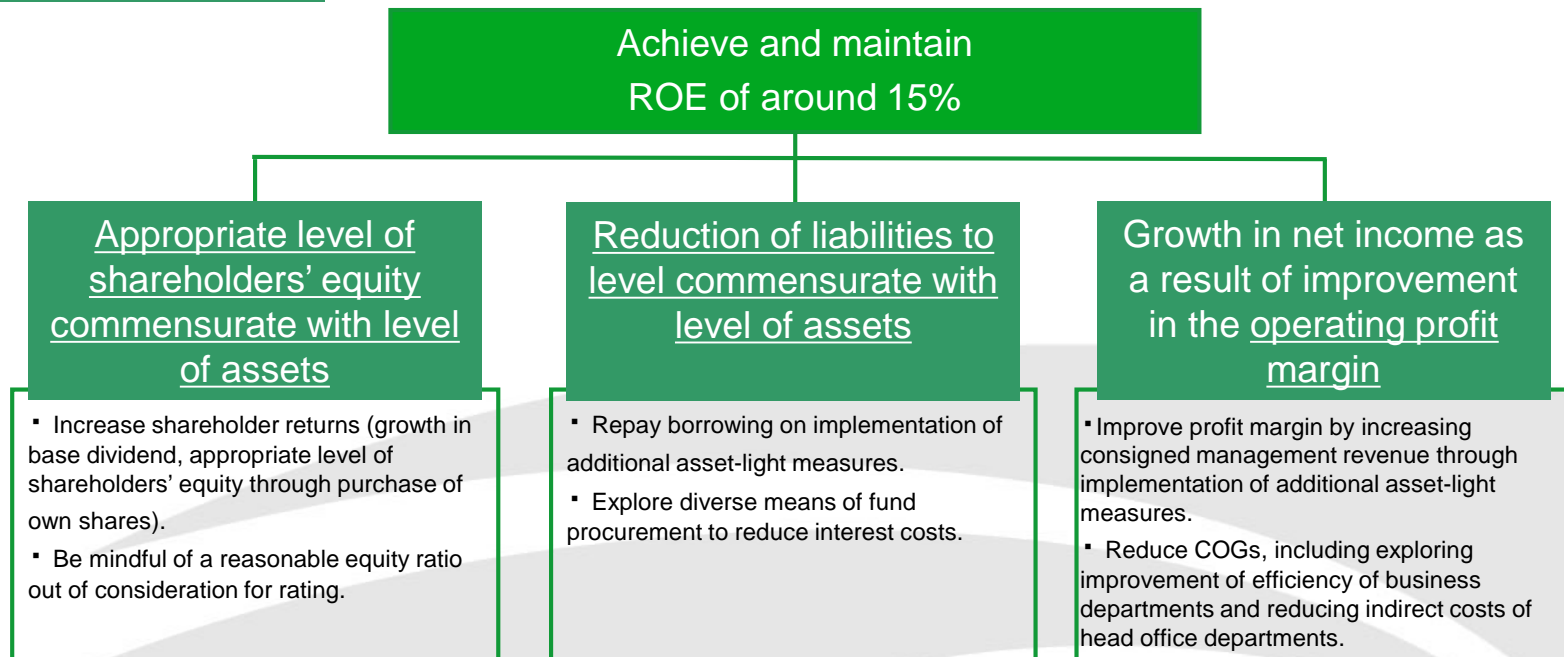 Achieve and maintain
ROE of around 15%
Appropriate level of
shareholders’ equity
commensurate with level
of assets
▪ Increase shareholder returns (growth in
base dividend, appropriate level of
shareholders’ equity through purchase of
own shares).
▪ Be mindful of a reasonable equity ratio
out of consideration for rating.
Reduction of liabilities to
level commensurate with
level of assets
▪ Repay borrowing on implementation of
additional asset-light measures.
▪ Explore diverse means of fund
procurement to reduce interest costs.
Growth in net income as
a result of improvement
in the operating profit
margin
▪Improve profit margin by increasing
consigned management revenue through
implementation of additional asset-light
measures.
▪ Reduce COGs, including exploring
improvement of efficiency of business
departments and reducing indirect costs of
head office departments.